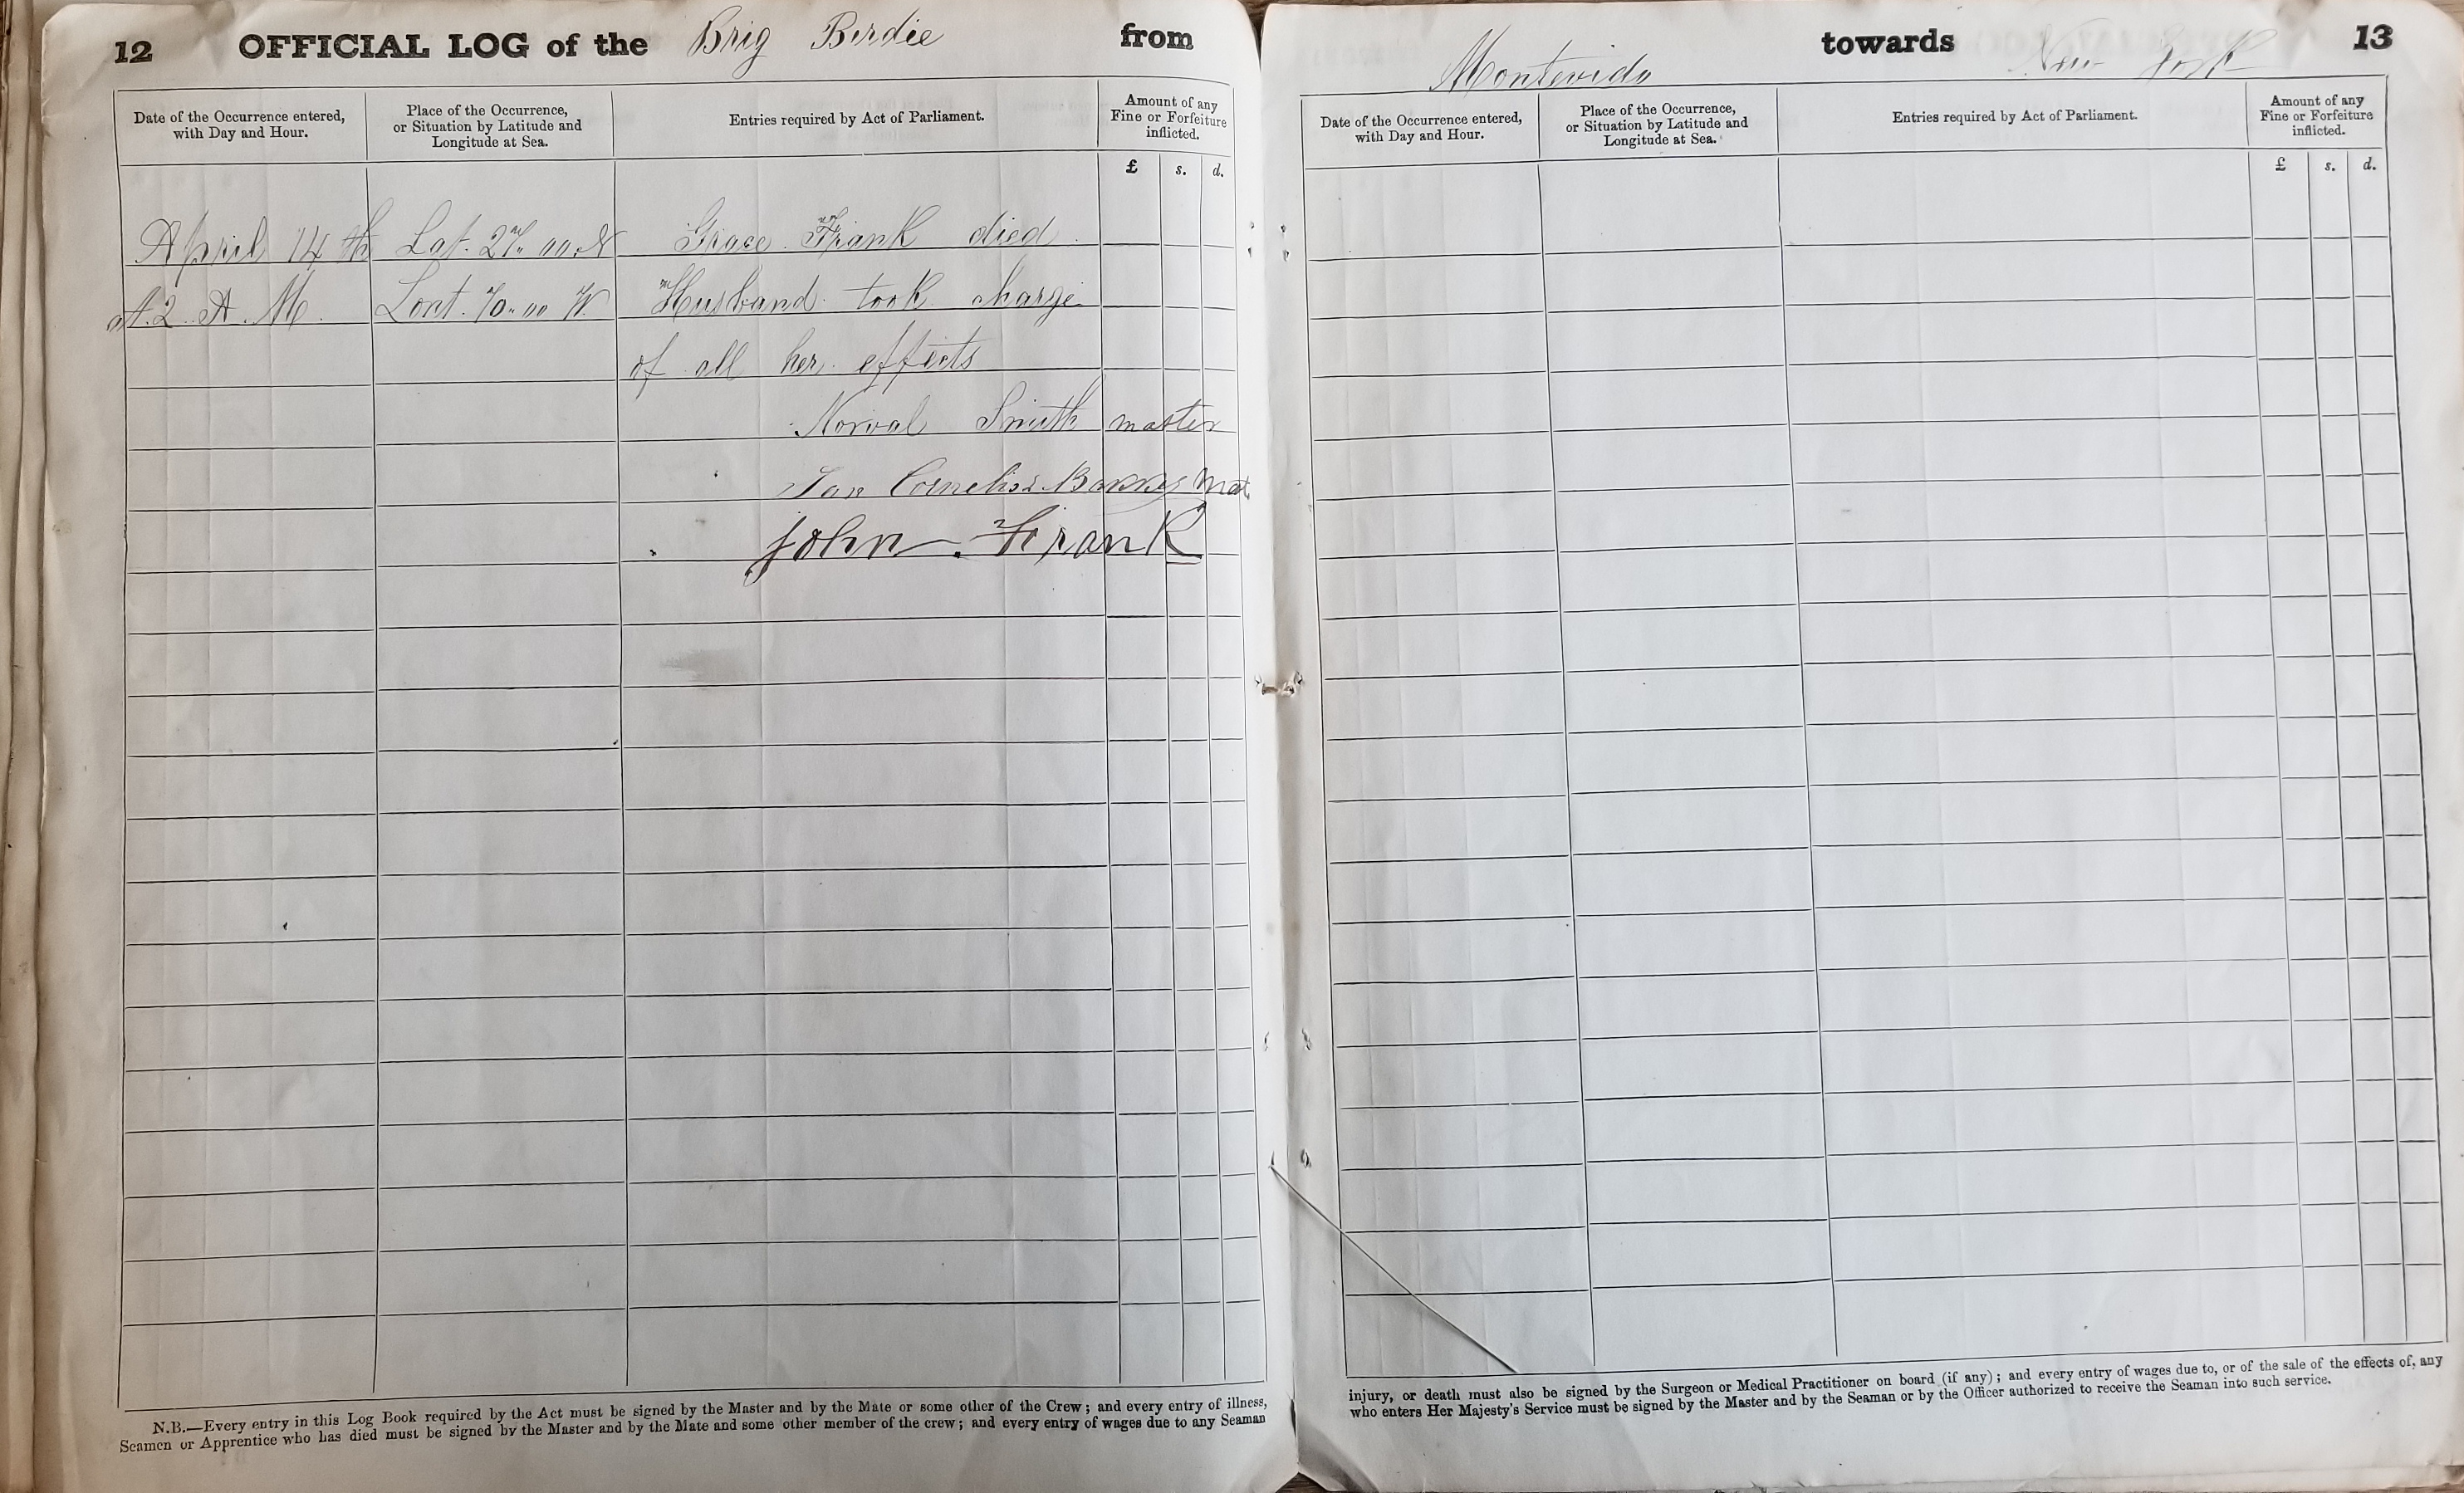 12 OFFICIAL LOG of the Brig Birdie from
Date of the Occurrence entered, with Day and Hour.
Place of the Occurrence, or Situation by Latitude and Longitude at Sea.
Entries required by Act of Parliament.
Amount of any Fine or Forfeiture inflicted.
£ s. d.
April 14th Lat. 27.00.N Grace Frank died
at 2 A.M. Lont. 70.00 W. Husband took charge
of all her effects
Norval Smith master
Jan Cornelis Mat
John Frank
N.B.—Every entry in this Log Book required by the Act must be signed by the Master and by the Mate or some other of the Crew; and every entry of illness,
Seamen or Apprentice who has died must be signed by the Master and by the Mate and some other member of the crew; and every entry of wages due to any Seaman
Montevido towards New York 13
Date of the Occurrence entered, with Day and Hour.
Place of the Occurrence, or Situation by Latitude and Longitude at Sea.
Entries required by Act of Parliament.
Amount of any Fine or Forfeiture inflicted.
£ s. d.
injury, or death must also be signed by the Surgeon or Medical Practitioner on board (if any); and every entry of wages due to, or of the sale of the effects of, any
who enters Her Majesty's Service must be signed by the Master and by the Seaman or by the Officer authorized to receive the Seaman into such service.